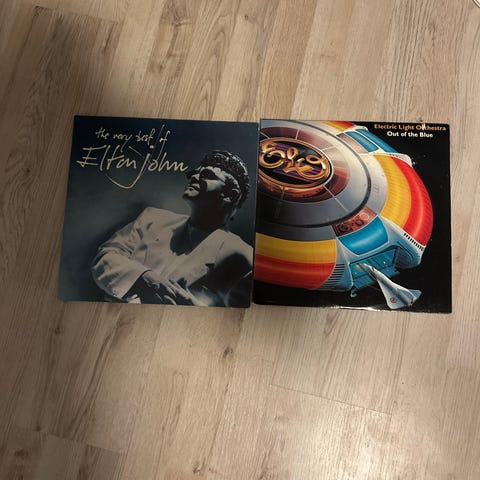 the very best of
Elton John
Electric Light Orchestra
Out of the Blue
ELO